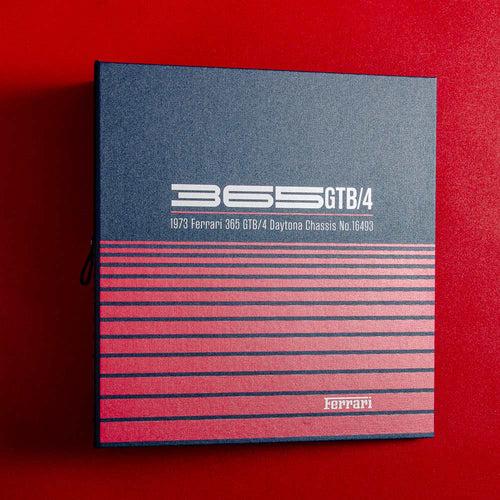 365GTB/4
1973 Ferrari 365 GTB/4 Daytona Chassis No.16493
Ferrari